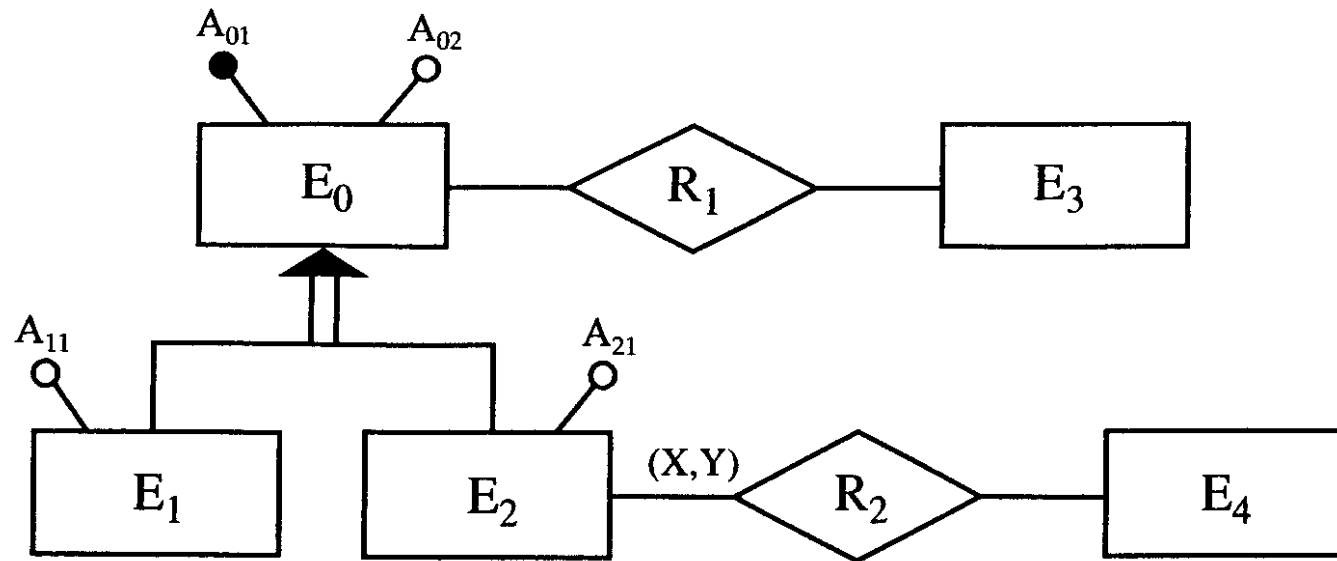 A₀₁ A₀₂
E₀ R₁ E₃
A₁₁ A₂₁
(X,Y)
E₁ E₂ R₂ E₄